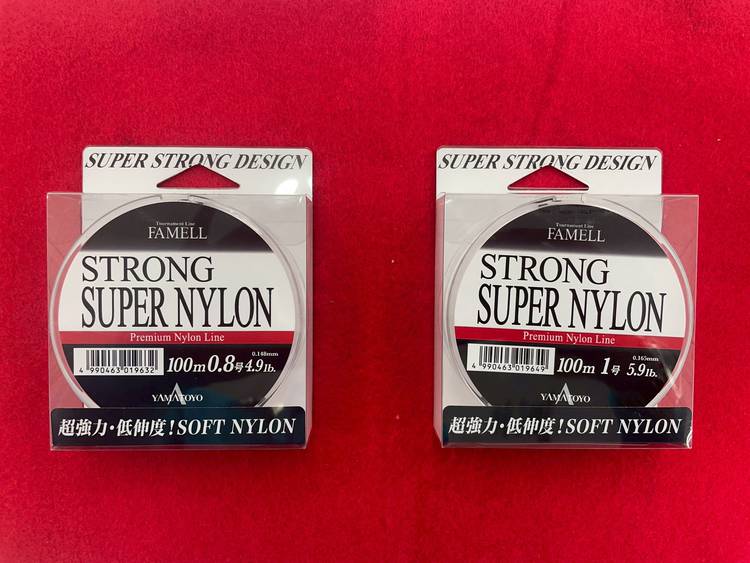 SUPER STRONG DESIGN
Tournament Line
FAMELL
STRONG
SUPER NYLON
Premium Nylon Line
0.148mm
100m 0.8号 4.9lb.
4 990463 019632
YAMATOYO
超強力・低伸度！SOFT NYLON
SUPER STRONG DESIGN
Tournament Line
FAMELL
STRONG
SUPER NYLON
Premium Nylon Line
0.165mm
100m 1号 5.9lb.
4 990463 019649
YAMATOYO
超強力・低伸度！SOFT NYLON